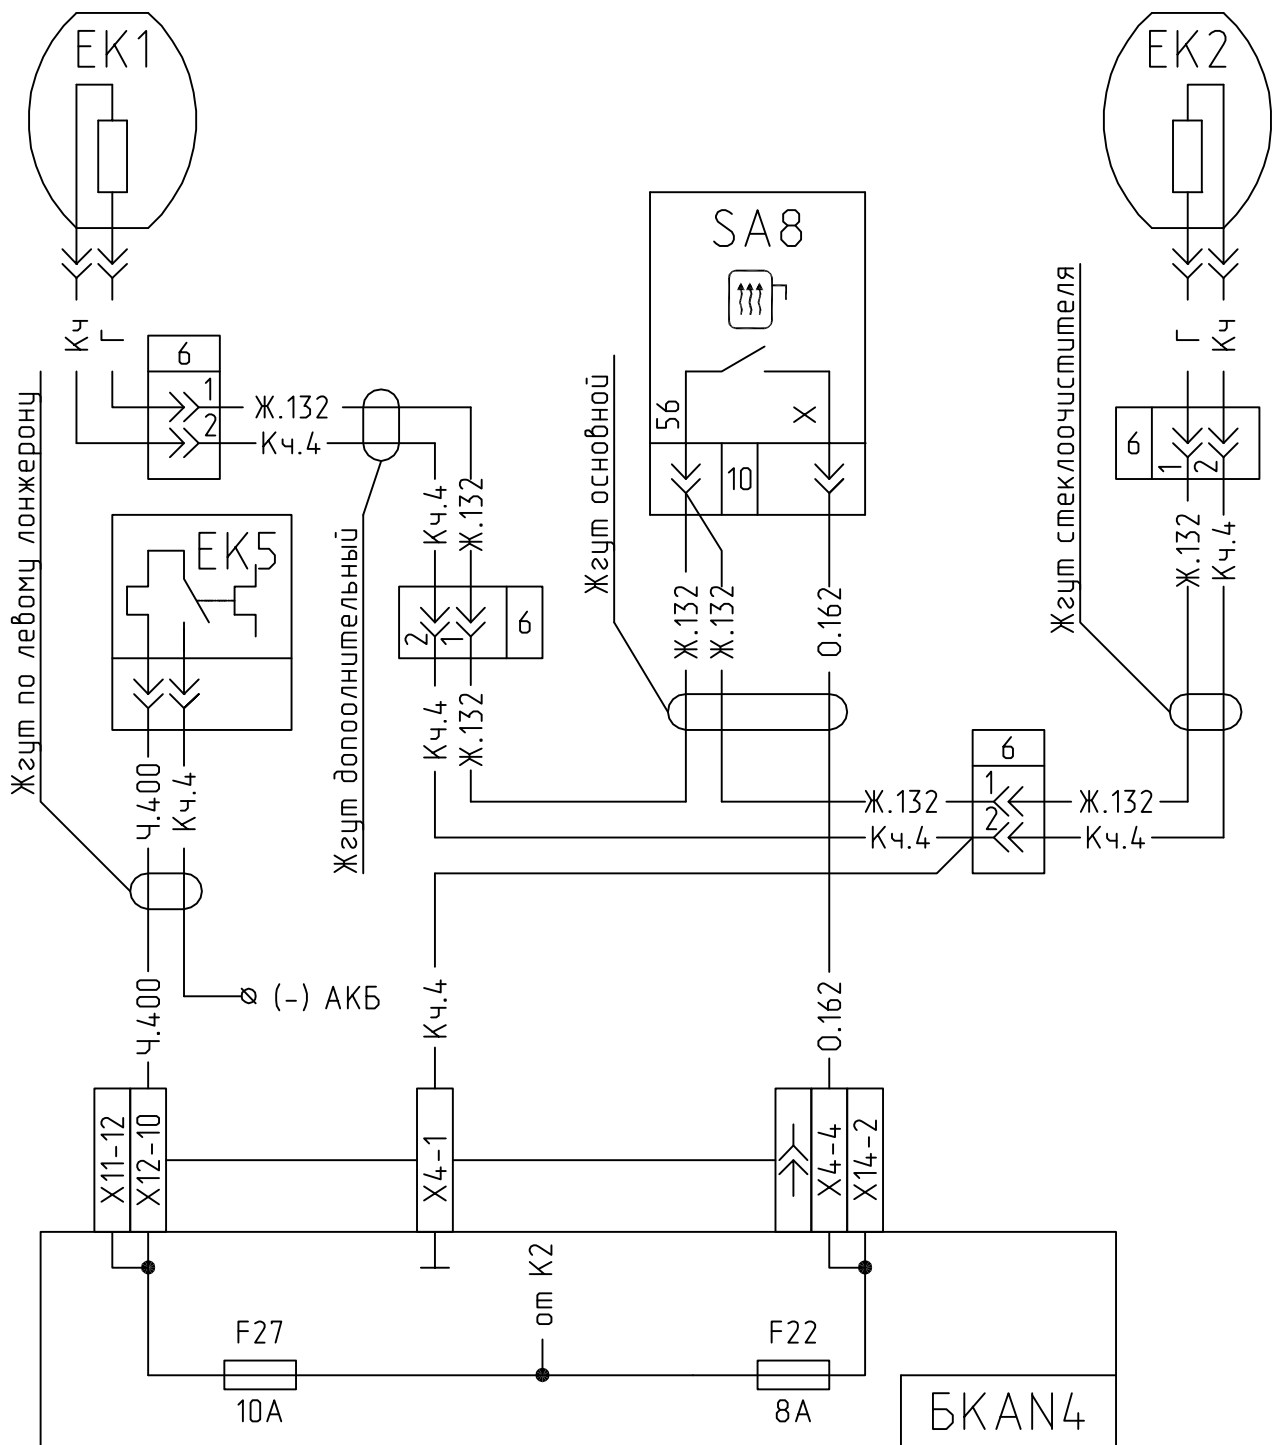 EK1
EK2
SA8
Кч
Г
6
1
2
Ж.132
Кч.4
56
X
10
Г
Кч
6
1
2
Жгут по левому лонжерону
EK5
Жгут допоолнительный
Кч.4
Ж.132
2
1
6
Кч.4
Ж.132
Жгут основной
Ж.132
Ж.132
О.162
Жгут стеклоочистителя
Ж.132
Кч.4
Ч.400
Кч.4
6
1
2
Ж.132
Кч.4
Ж.132
Кч.4
Ч.400
(-) АКБ
Кч.4
О.162
X11-12
X12-10
X4-1
X4-4
X14-2
от К2
F27
10А
F22
8А
БКАN4